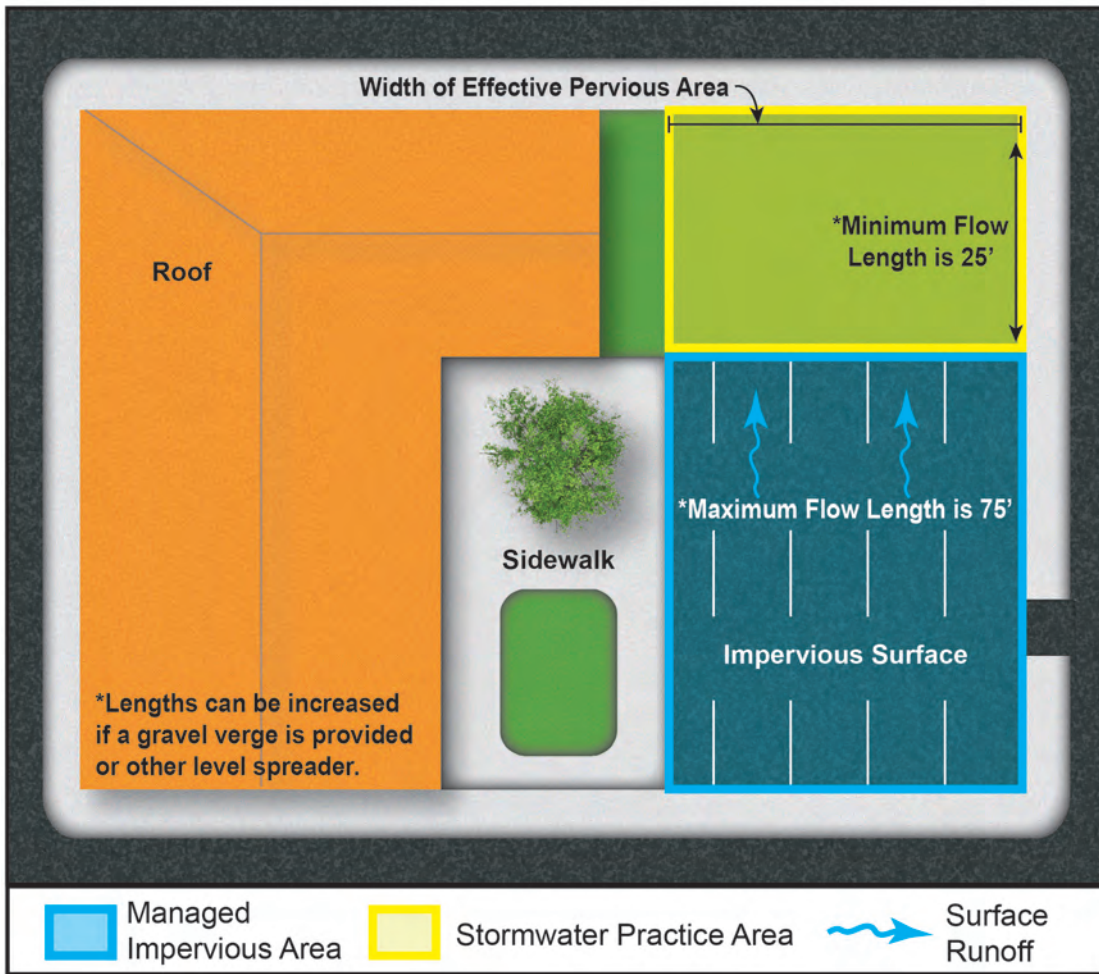 Width of Effective Pervious Area
*Minimum Flow
Length is 25'
Roof
*Maximum Flow Length is 75'
Sidewalk
Impervious Surface
*Lengths can be increased
if a gravel verge is provided
or other level spreader.
Managed
Impervious Area
Stormwater Practice Area
Surface
Runoff